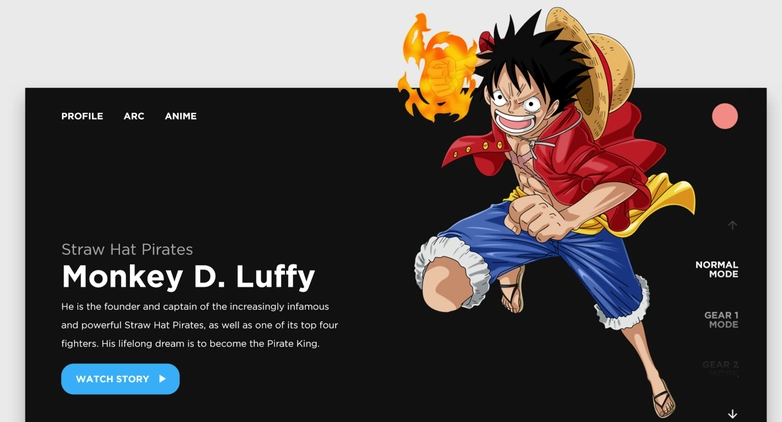 PROFILE ARC ANIME
Straw Hat Pirates
Monkey D. Luffy
He is the founder and captain of the increasingly infamous
and powerful Straw Hat Pirates, as well as one of its top four
fighters. His lifelong dream is to become the Pirate King.
WATCH STORY
NORMAL
MODE
GEAR 1
MODE
GEAR 2